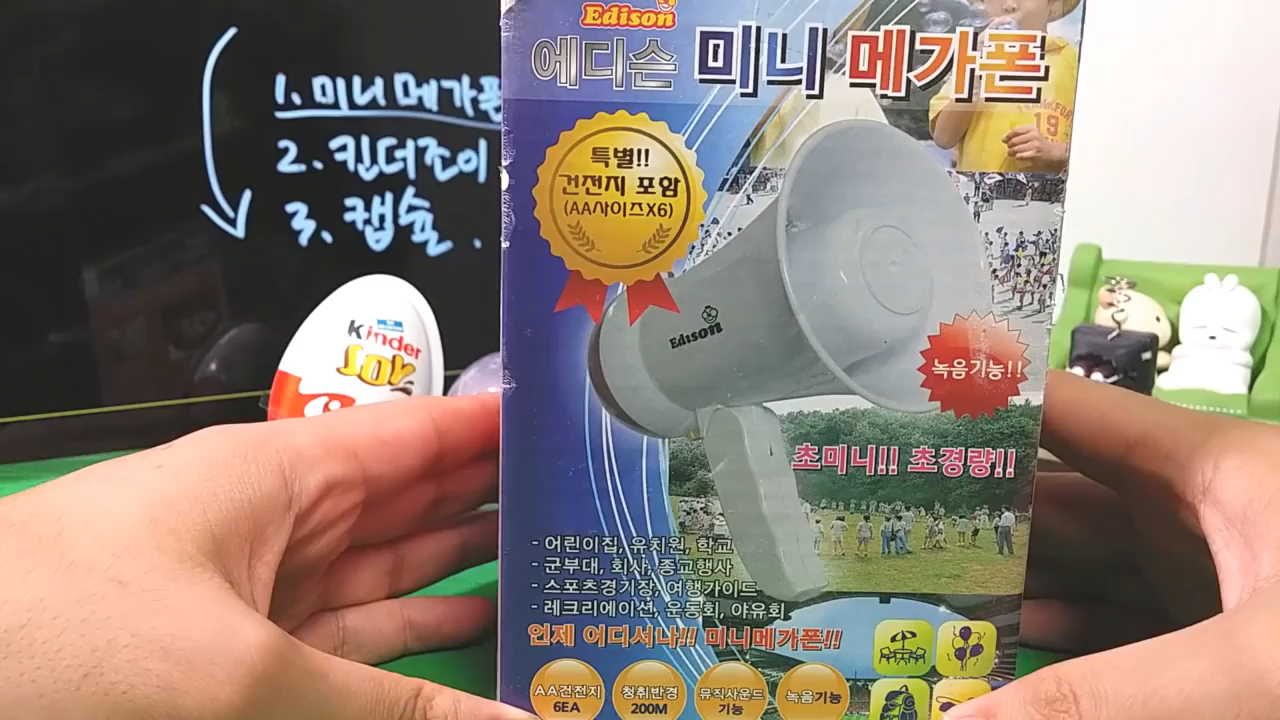 1. 미니메가폰
2. 킨더조이
3. 캡슐.
Kinder
JOY
Edison
에디슨 미니 메가폰
19
특별!!
건전지 포함
(AA사이즈X6)
Edison
녹음기능!!
초미니!! 초경량!!
- 어린이집, 유치원, 학교
- 군부대, 회사, 종교행사
- 스포츠경기장, 여행가이드
- 레크리에이션, 운동회, 야유회
언제 어디서나!! 미니메가폰!!
AA건전지
6EA
청취반경
200M
뮤직사운드
기능
녹음기능